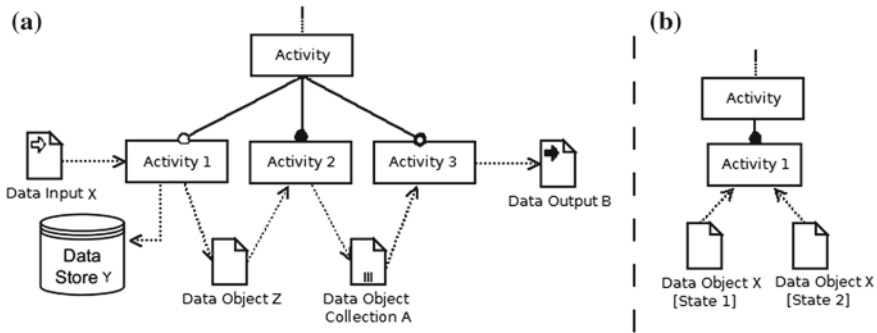 (a)
(b)
Activity
Activity
Activity 1
Activity 2
Activity 3
Activity 1
Data Input X
Data Output B
Data
Store Y
Data Object Z
Data Object
Collection A
Data Object X
[State 1]
Data Object X
[State 2]